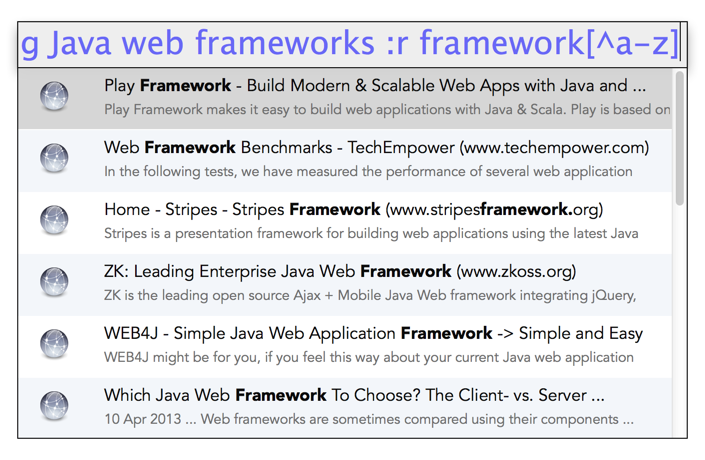 g Java web frameworks :r framework[^a-z]
Play Framework - Build Modern & Scalable Web Apps with Java and ...
Play Framework makes it easy to build web applications with Java & Scala. Play is based on
Web Framework Benchmarks - TechEmpower (www.techempower.com)
In the following tests, we have measured the performance of several web application
Home - Stripes - Stripes Framework (www.stripesframework.org)
Stripes is a presentation framework for building web applications using the latest Java
ZK: Leading Enterprise Java Web Framework (www.zkoss.org)
ZK is the leading open source Ajax + Mobile Java Web framework integrating jQuery,
WEB4J - Simple Java Web Application Framework -> Simple and Easy
WEB4J might be for you, if you feel this way about your current Java web application
Which Java Web Framework To Choose? The Client- vs. Server ...
10 Apr 2013 ... Web frameworks are sometimes compared using their components ...